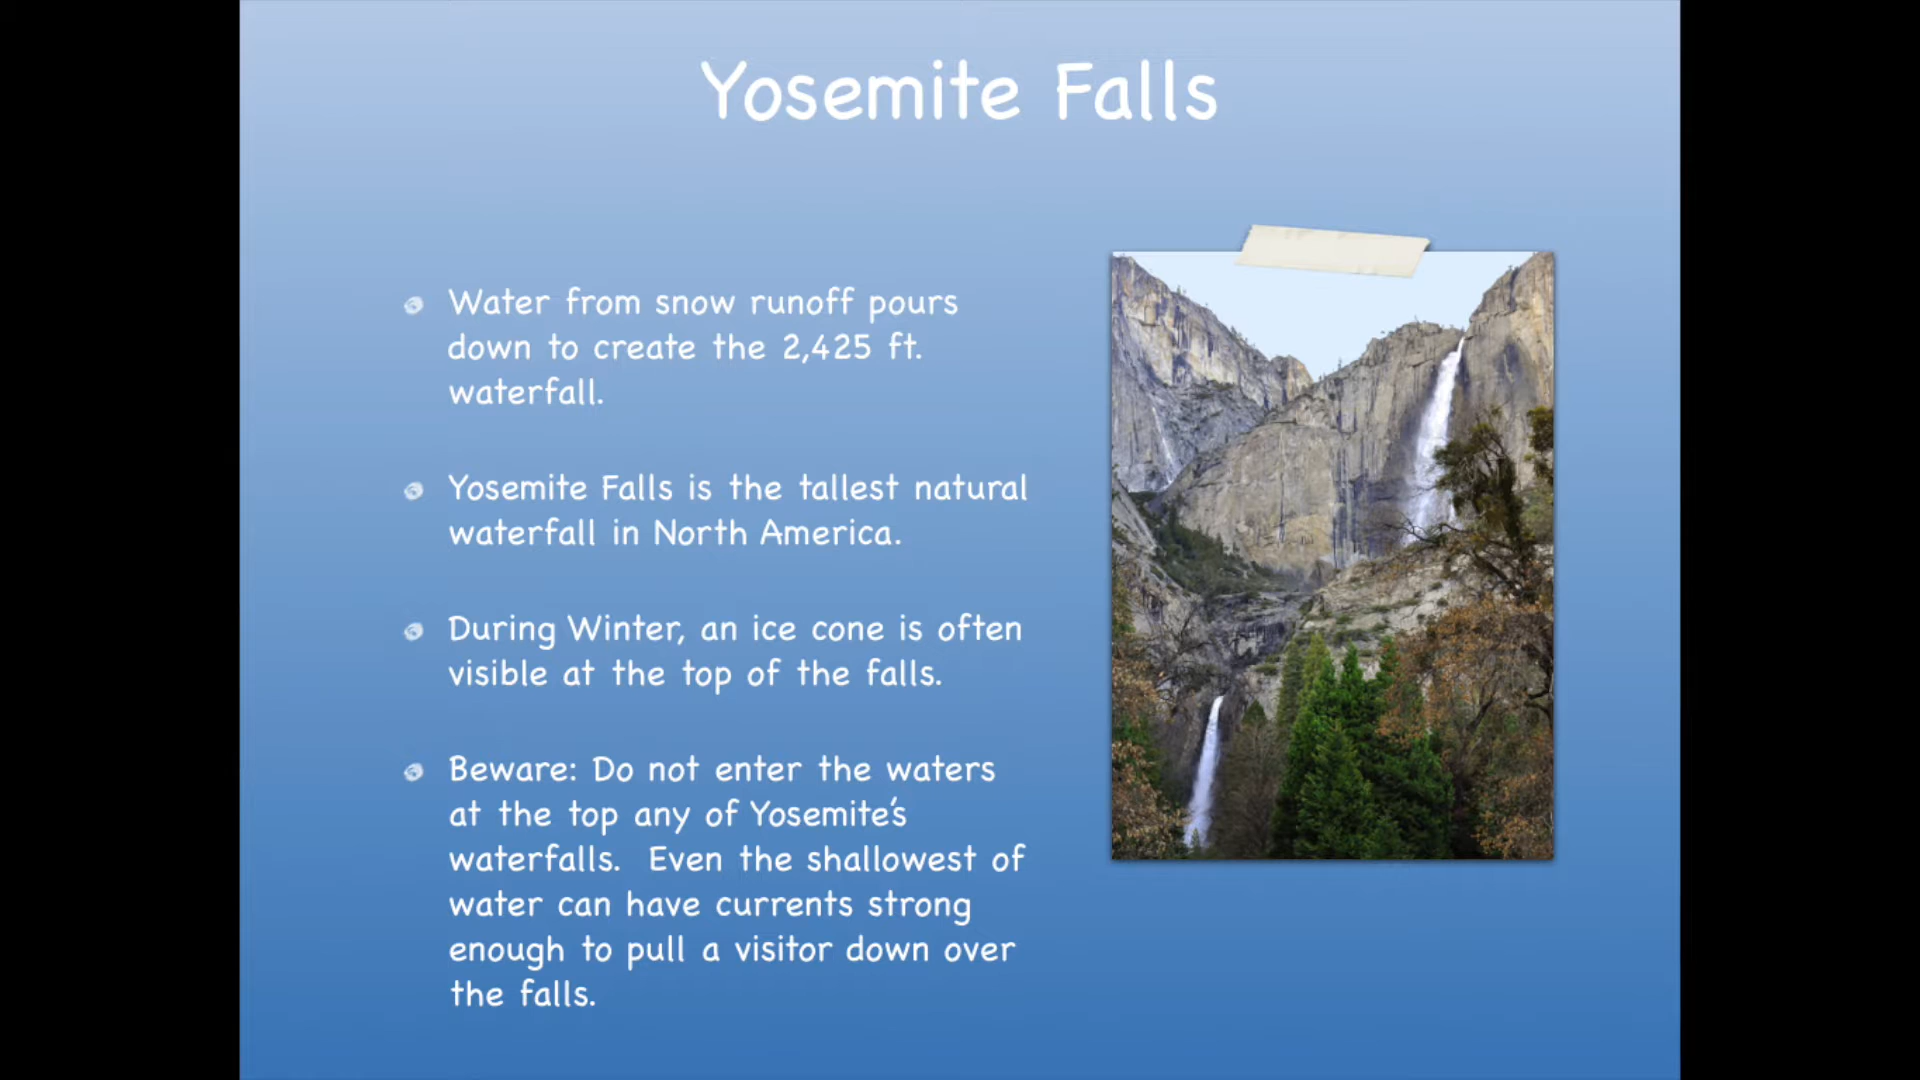 Yosemite Falls
Water from snow runoff pours
down to create the 2,425 ft.
waterfall.
Yosemite Falls is the tallest natural
waterfall in North America.
During Winter, an ice cone is often
visible at the top of the falls.
Beware: Do not enter the waters
at the top any of Yosemite's
waterfalls.  Even the shallowest of
water can have currents strong
enough to pull a visitor down over
the falls.